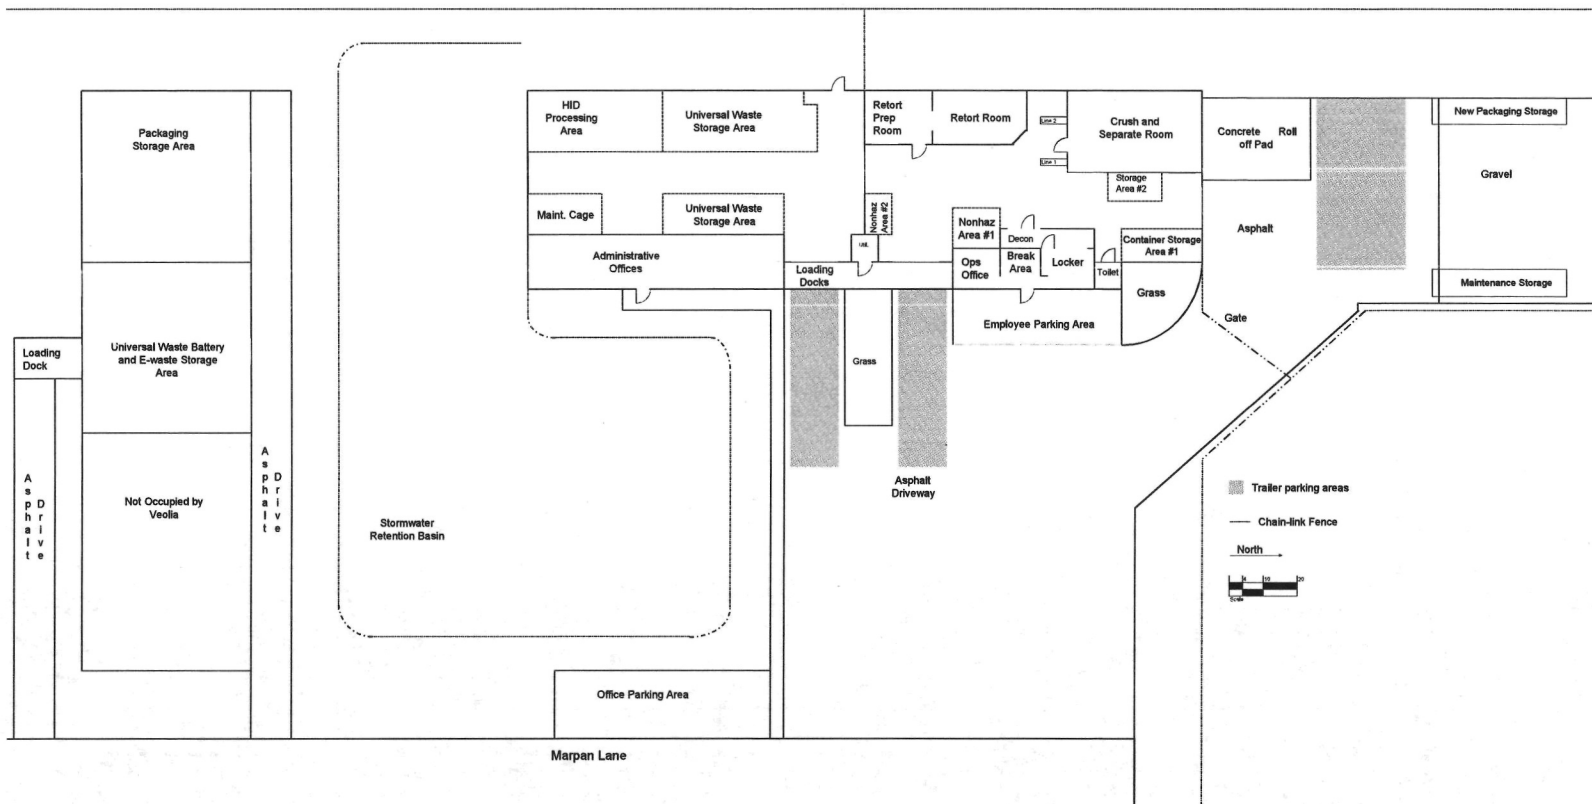 Packaging
Storage Area
Universal Waste Battery
and E-waste Storage
Area
Not Occupied by
Veolia
Loading
Dock
Asphalt
Drive
Asphalt
Drive
Stormwater
Retention Basin
Office Parking Area
Marpan Lane
HID
Processing
Area
Universal Waste
Storage Area
Maint. Cage
Universal Waste
Storage Area
Administrative
Offices
Loading
Docks
Grass
Asphalt
Driveway
Retort
Prep
Room
Retort Room
Line 2
Line 1
Crush and
Separate Room
Storage
Area #2
Nonhaz
Area #2
Nonhaz
Area #1
Decon
Ops
Office
Break
Area
Locker
Toilet
Container Storage
Area #1
Grass
Employee Parking Area
Concrete Roll
off Pad
Asphalt
Gate
New Packaging Storage
Gravel
Maintenance Storage
Trailer parking areas
Chain-link Fence
North
4 10 20
Scale